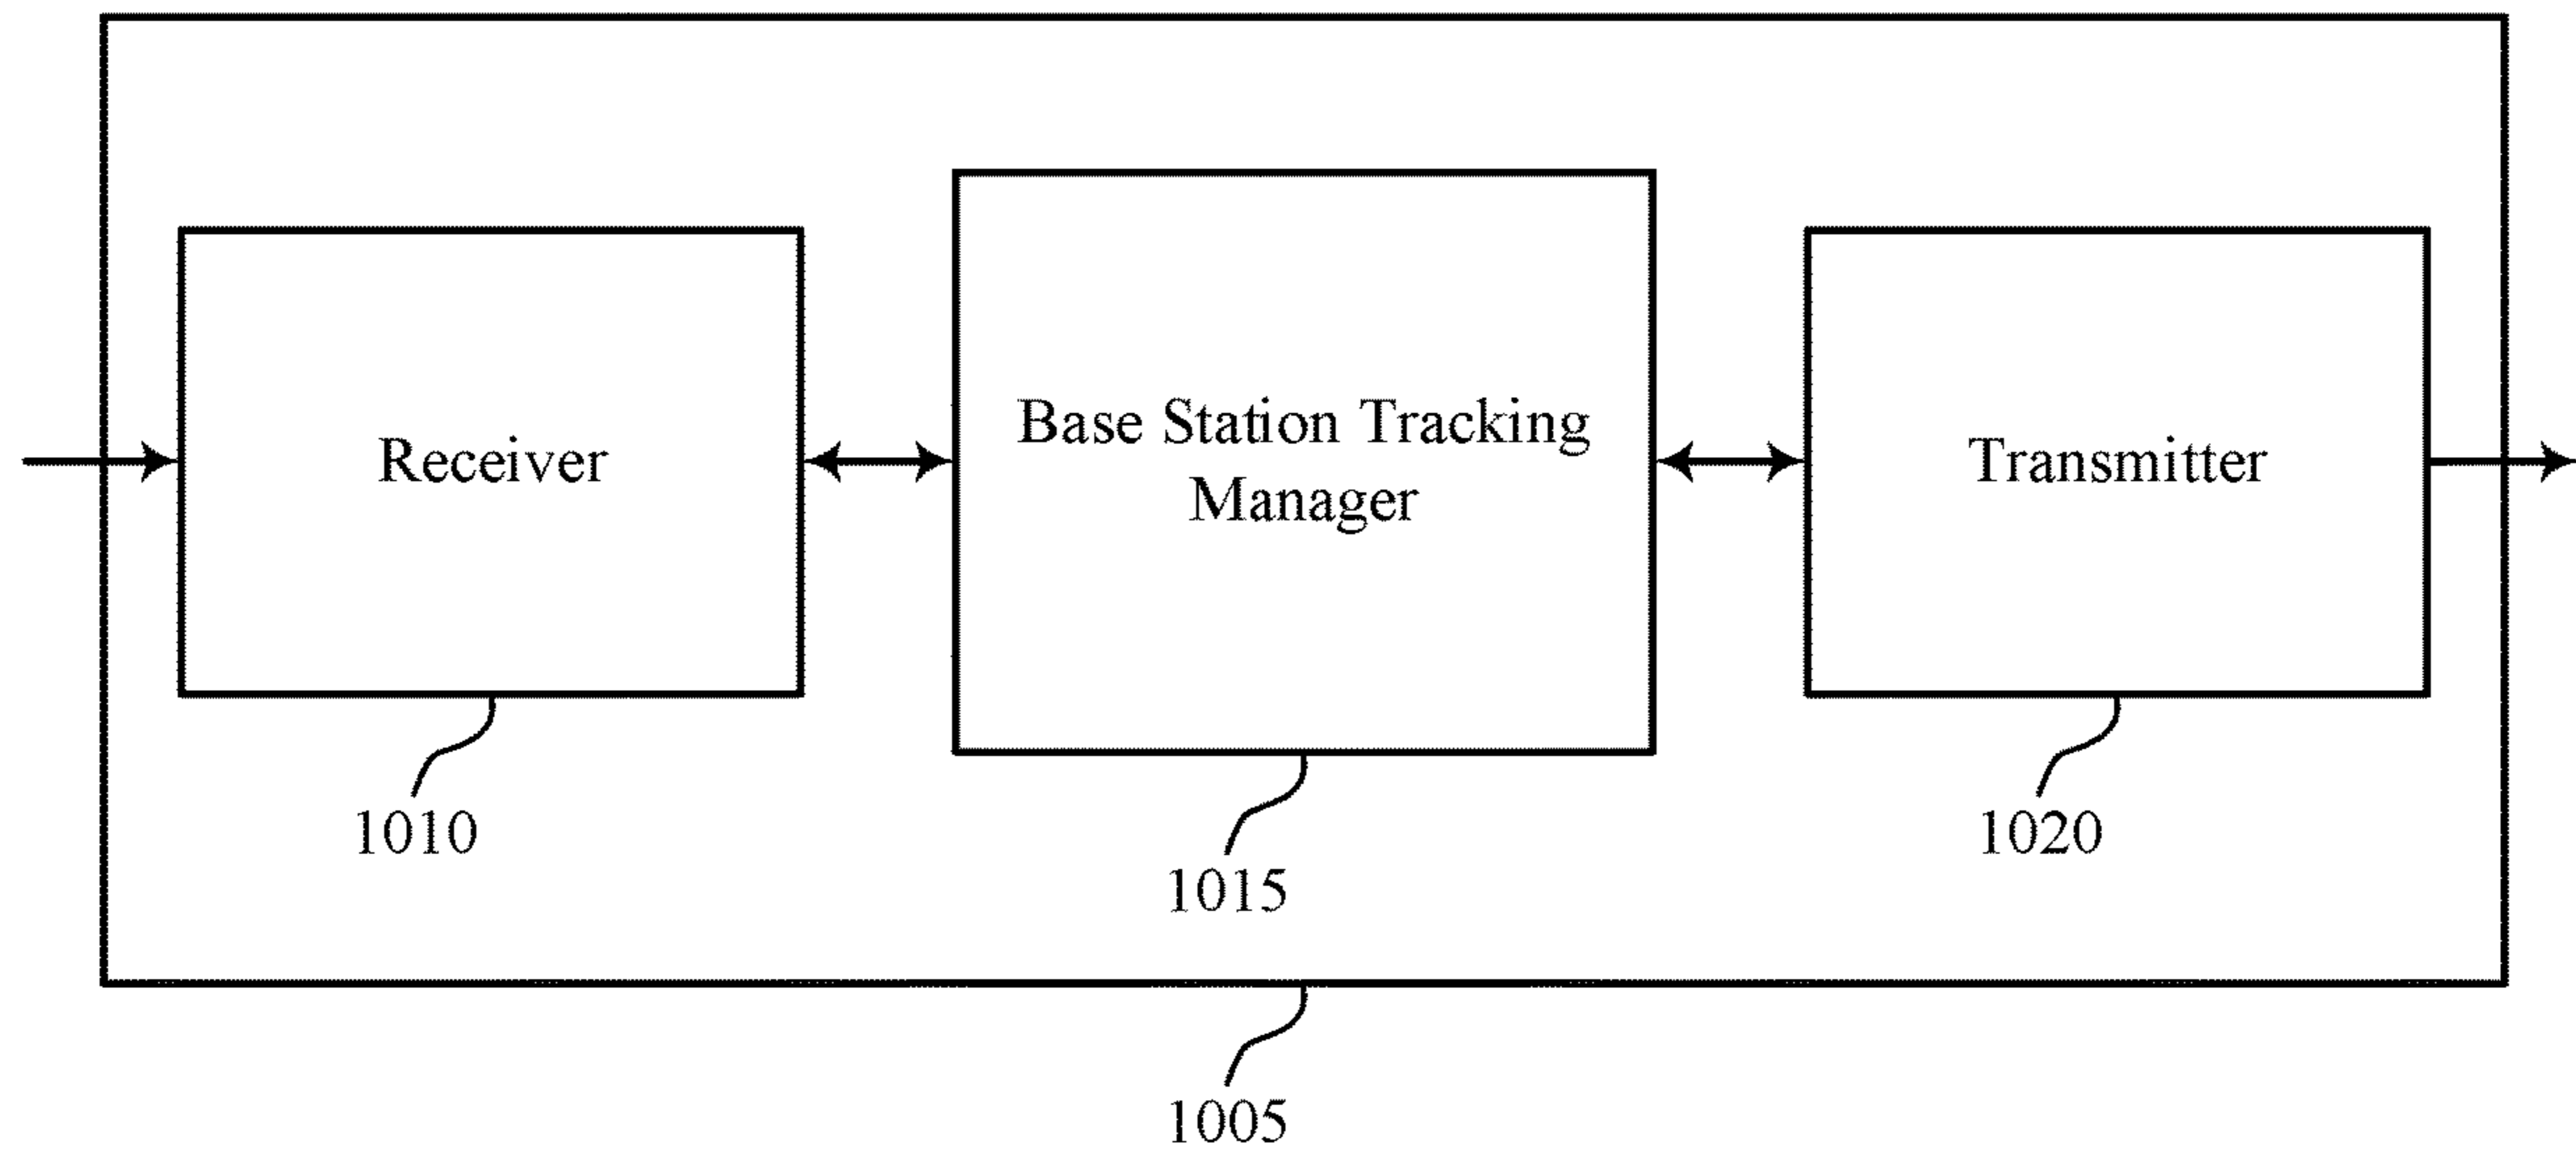 Receiver
Base Station Tracking
Manager
Transmitter
1010
1015
1020
1005